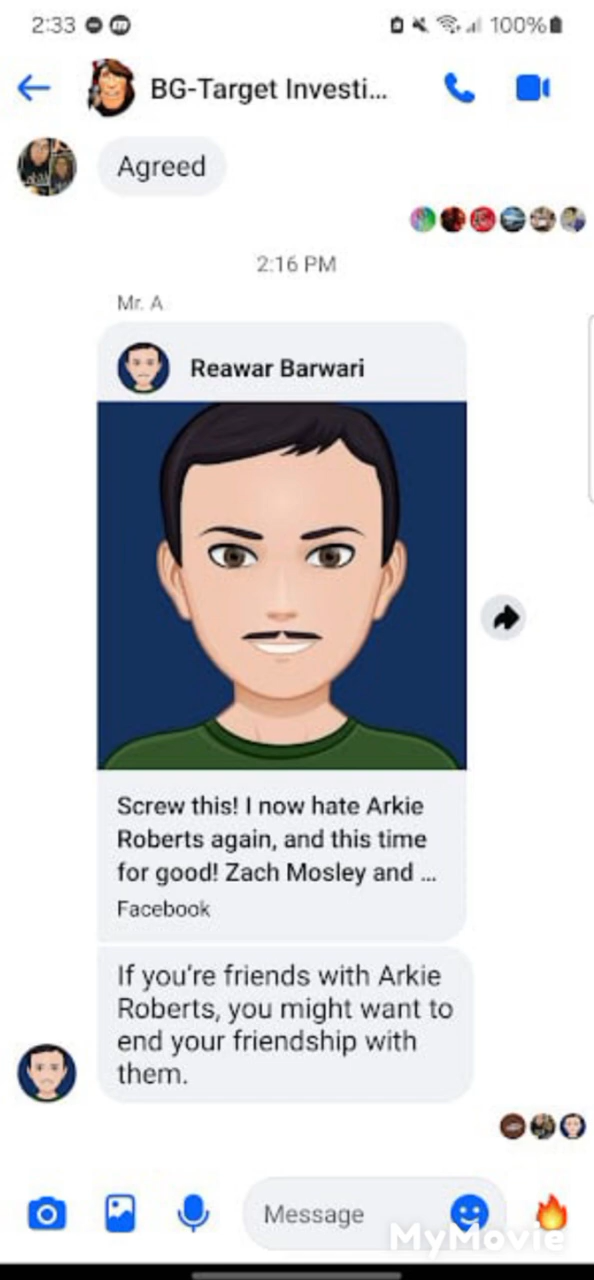 2:33
100%
BG-Target Investi...
Agreed
2:16 PM
Mr. A
Reawar Barwari
Screw this! I now hate Arkie
Roberts again, and this time
for good! Zach Mosley and ...
Facebook
If you're friends with Arkie
Roberts, you might want to
end your friendship with
them.
Message
MyMovie